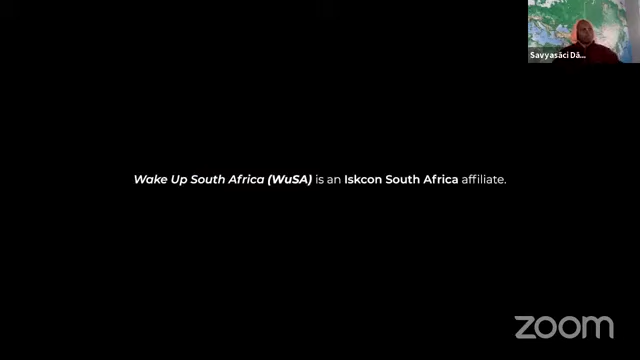 Savyasāci Dā...
Wake Up South Africa (WuSA) is an Iskcon South Africa affiliate.
zoom